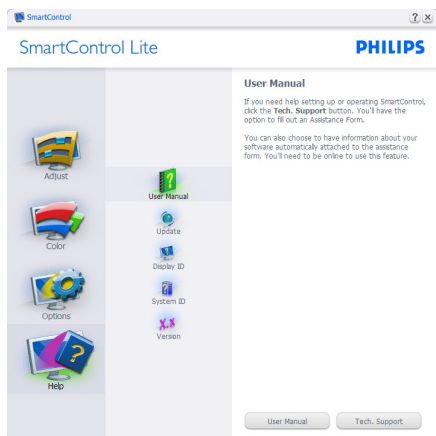 SmartControl
SmartControl Lite
PHILIPS
Adjust
Color
Options
Help
User Manual
Update
Display ID
System ID
X.X
Version
User Manual
If you need help setting up or operating SmartControl,
click the Tech. Support button. You'll have the
option to fill out an Assistance Form.
You can also choose to have information about your
software automatically attached to the assistance
form. You'll need to be online to use this feature.
User Manual
Tech. Support